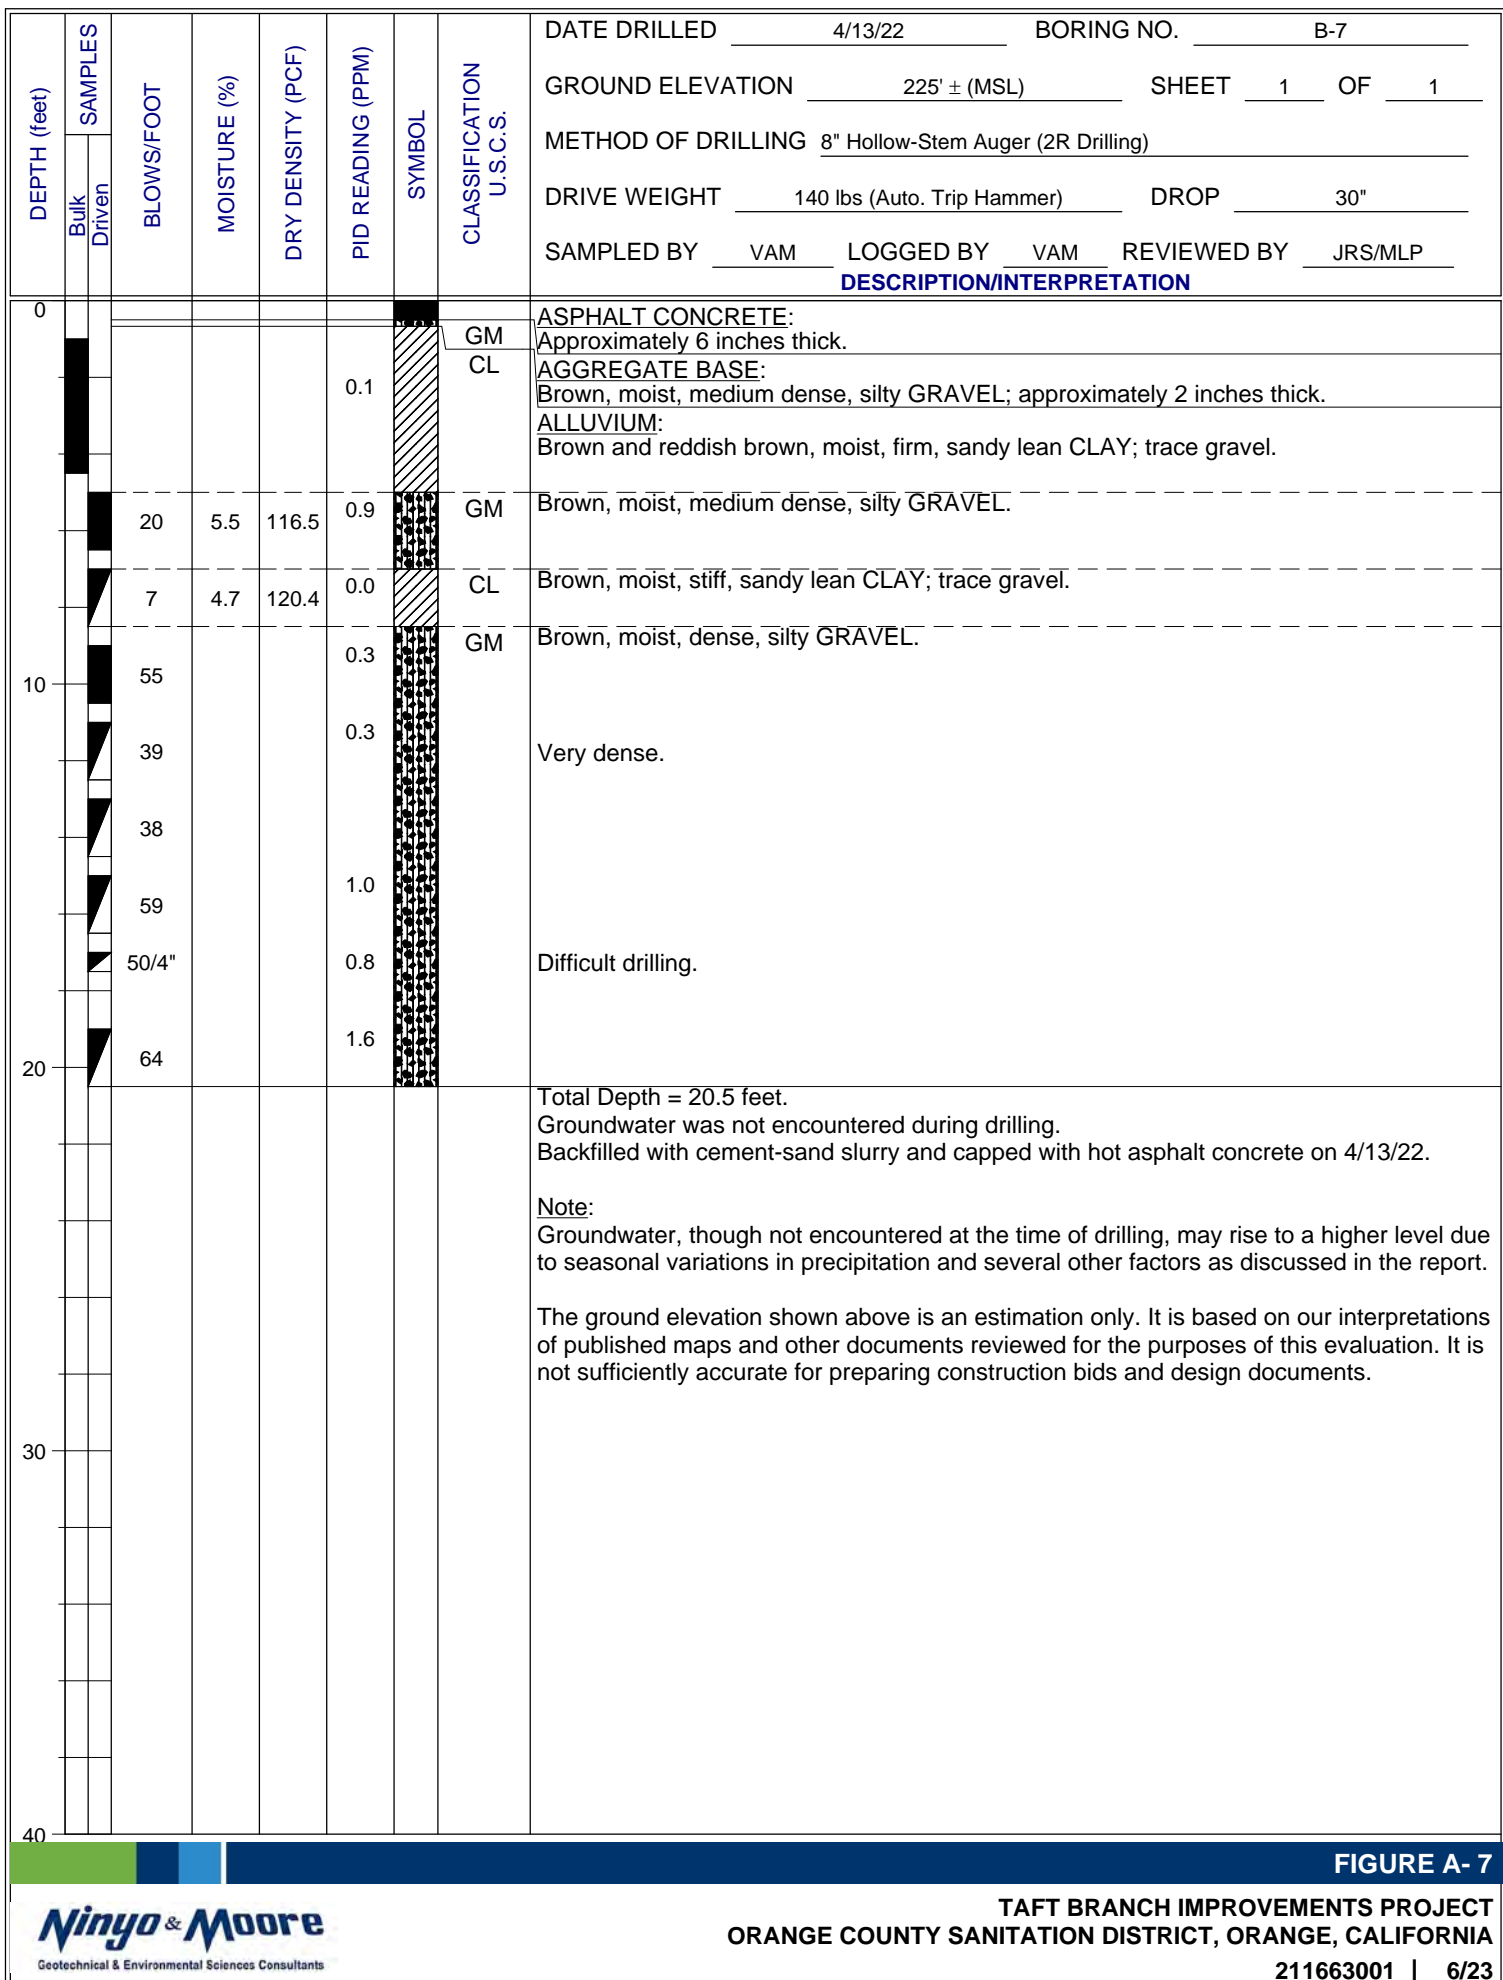 DEPTH (feet)
SAMPLES
Bulk
Driven
BLOWS/FOOT
MOISTURE (%)
DRY DENSITY (PCF)
PID READING (PPM)
SYMBOL
CLASSIFICATION
U.S.C.S.
DATE DRILLED 4/13/22 BORING NO. B-7
GROUND ELEVATION 225' ± (MSL) SHEET 1 OF 1
METHOD OF DRILLING 8" Hollow-Stem Auger (2R Drilling)
DRIVE WEIGHT 140 lbs (Auto. Trip Hammer) DROP 30"
SAMPLED BY VAM LOGGED BY VAM REVIEWED BY JRS/MLP
DESCRIPTION/INTERPRETATION
0
ASPHALT CONCRETE:
GM Approximately 6 inches thick.
CL AGGREGATE BASE:
0.1 Brown, moist, medium dense, silty GRAVEL; approximately 2 inches thick.
ALLUVIUM:
Brown and reddish brown, moist, firm, sandy lean CLAY; trace gravel.
20 5.5 116.5 0.9 GM Brown, moist, medium dense, silty GRAVEL.
7 4.7 120.4 0.0 CL Brown, moist, stiff, sandy lean CLAY; trace gravel.
0.3 GM Brown, moist, dense, silty GRAVEL.
10 55
0.3
39 Very dense.
38
1.0
59
50/4" 0.8 Difficult drilling.
1.6
20 64
Total Depth = 20.5 feet.
Groundwater was not encountered during drilling.
Backfilled with cement-sand slurry and capped with hot asphalt concrete on 4/13/22.
Note:
Groundwater, though not encountered at the time of drilling, may rise to a higher level due
to seasonal variations in precipitation and several other factors as discussed in the report.
The ground elevation shown above is an estimation only. It is based on our interpretations
of published maps and other documents reviewed for the purposes of this evaluation. It is
not sufficiently accurate for preparing construction bids and design documents.
30
40
FIGURE A- 7
Ninyo & Moore
Geotechnical & Environmental Sciences Consultants
TAFT BRANCH IMPROVEMENTS PROJECT
ORANGE COUNTY SANITATION DISTRICT, ORANGE, CALIFORNIA
211663001 | 6/23